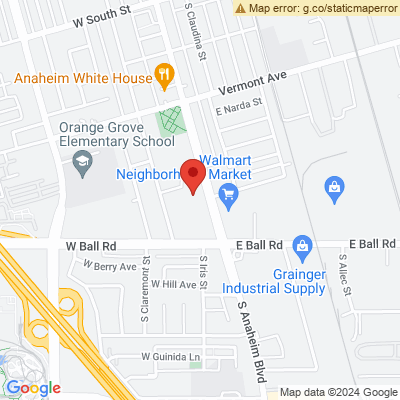 Map error: g.co/staticmaperror
W South St
S Claudina St
Anaheim White House
Vermont Ave
E Narda St
Orange Grove
Elementary School
Walmart
Neighborho Market
W Ball Rd
E Ball Rd
E Ball Rd
W Berry Ave
S Claremont St
S Iris St
W Hill Ave
Grainger
Industrial Supply
S Allec St
S Anaheim Blvd
W Guinida Ln
Google
Map data ©2024 Google